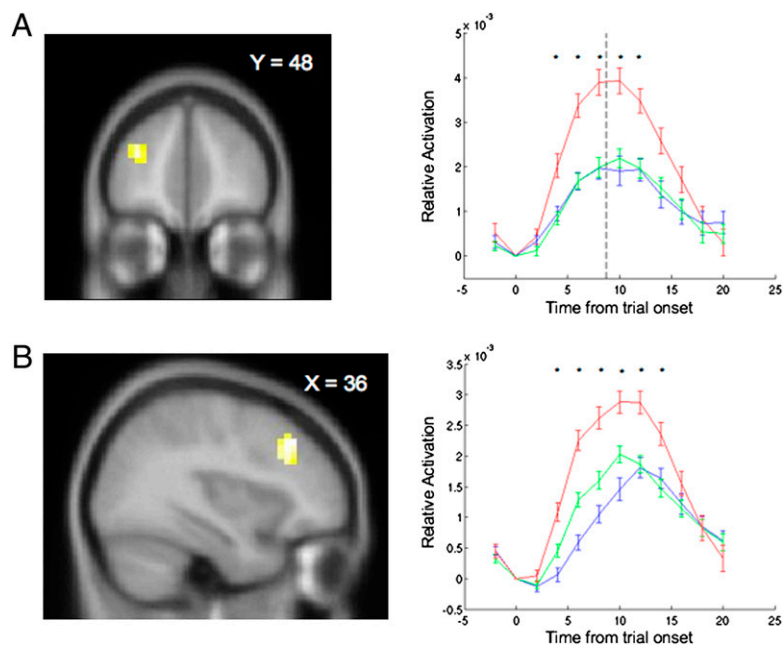 A
Y = 48
x 10⁻³
5
4
3
2
1
0
Relative Activation
* * * * *
-5 0 5 10 15 20 25
Time from trial onset
B
X = 36
x 10⁻³
3.5
3
2.5
2
1.5
1
0.5
0
-0.5
Relative Activation
* * * * * *
-5 0 5 10 15 20 25
Time from trial onset